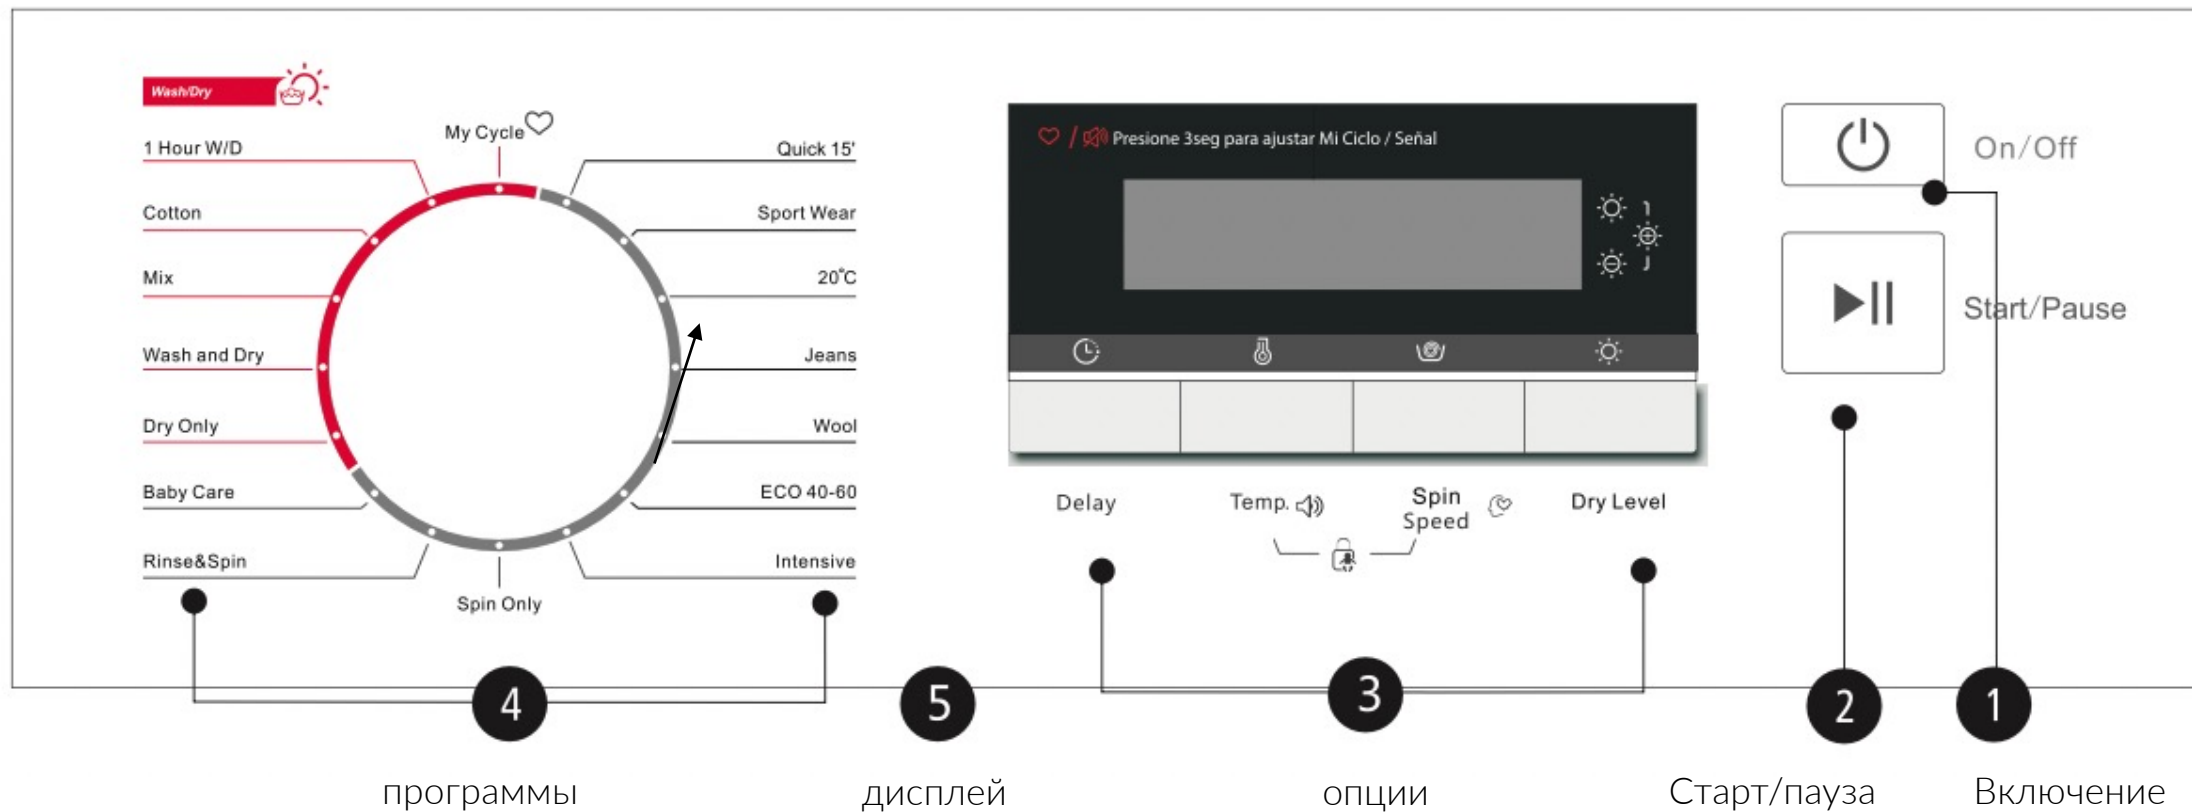 Wash/Dry
My Cycle
1 Hour W/D
Cotton
Mix
Wash and Dry
Dry Only
Baby Care
Rinse&Spin
Spin Only
Quick 15'
Sport Wear
20°C
Jeans
Wool
ECO 40-60
Intensive
/ Presione 3seg para ajustar Mi Ciclo / Señal
Delay
Temp.
Spin
Speed
Dry Level
On/Off
Start/Pause
4
5
3
2
1
программы
дисплей
опции
Старт/пауза
Включение